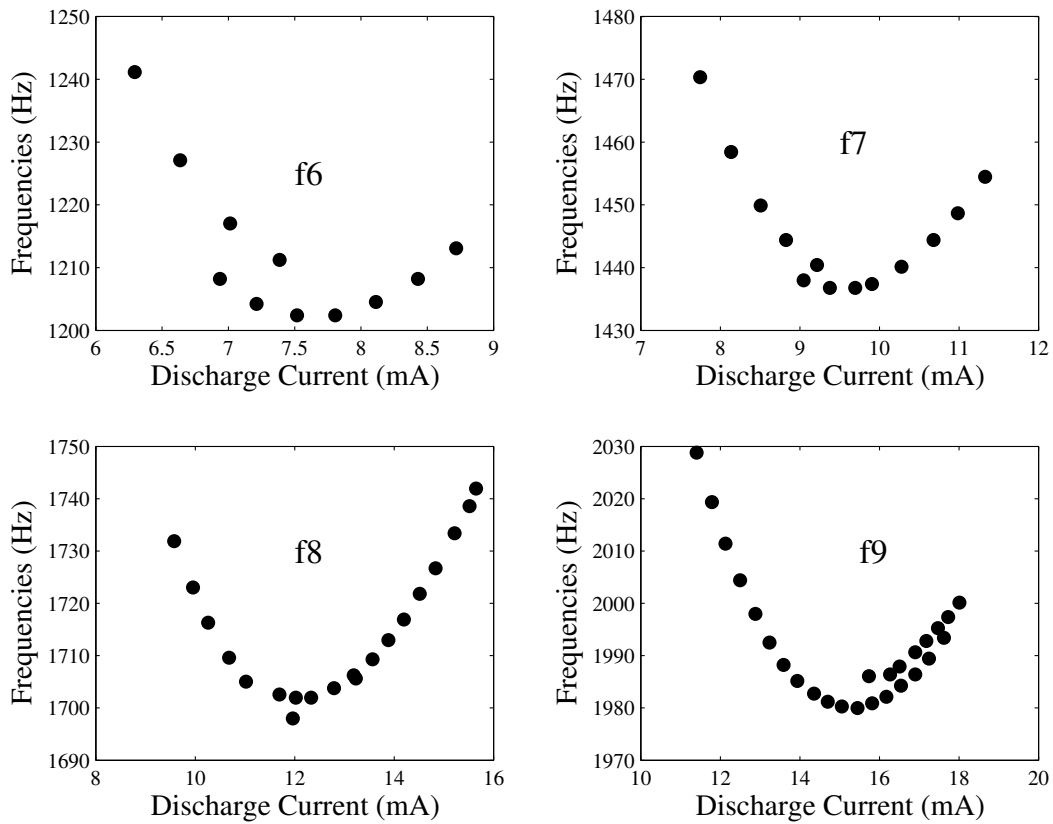 1250
1240
1230
1220
1210
1200
Frequencies (Hz)
f6
6 6.5 7 7.5 8 8.5 9
Discharge Current (mA)
1480
1470
1460
1450
1440
1430
Frequencies (Hz)
f7
7 8 9 10 11 12
Discharge Current (mA)
1750
1740
1730
1720
1710
1700
1690
Frequencies (Hz)
f8
8 10 12 14 16
Discharge Current (mA)
2030
2020
2010
2000
1990
1980
1970
Frequencies (Hz)
f9
10 12 14 16 18 20
Discharge Current (mA)